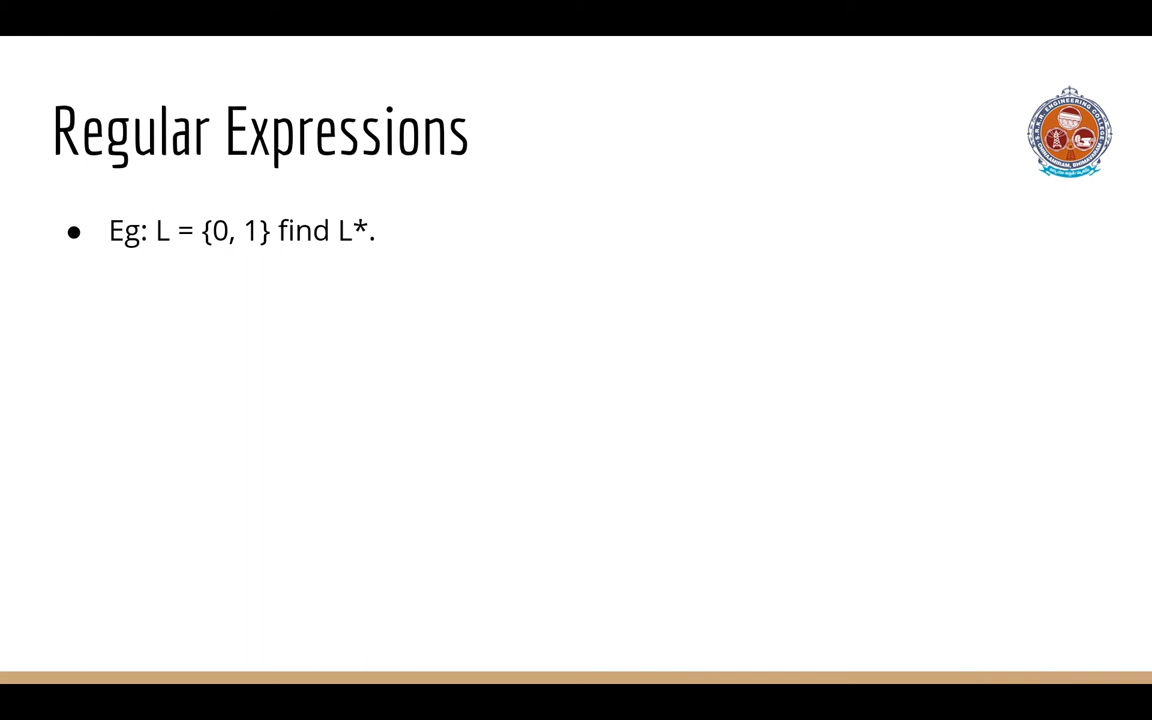 Regular Expressions
● Eg: L = {0, 1} find L*.